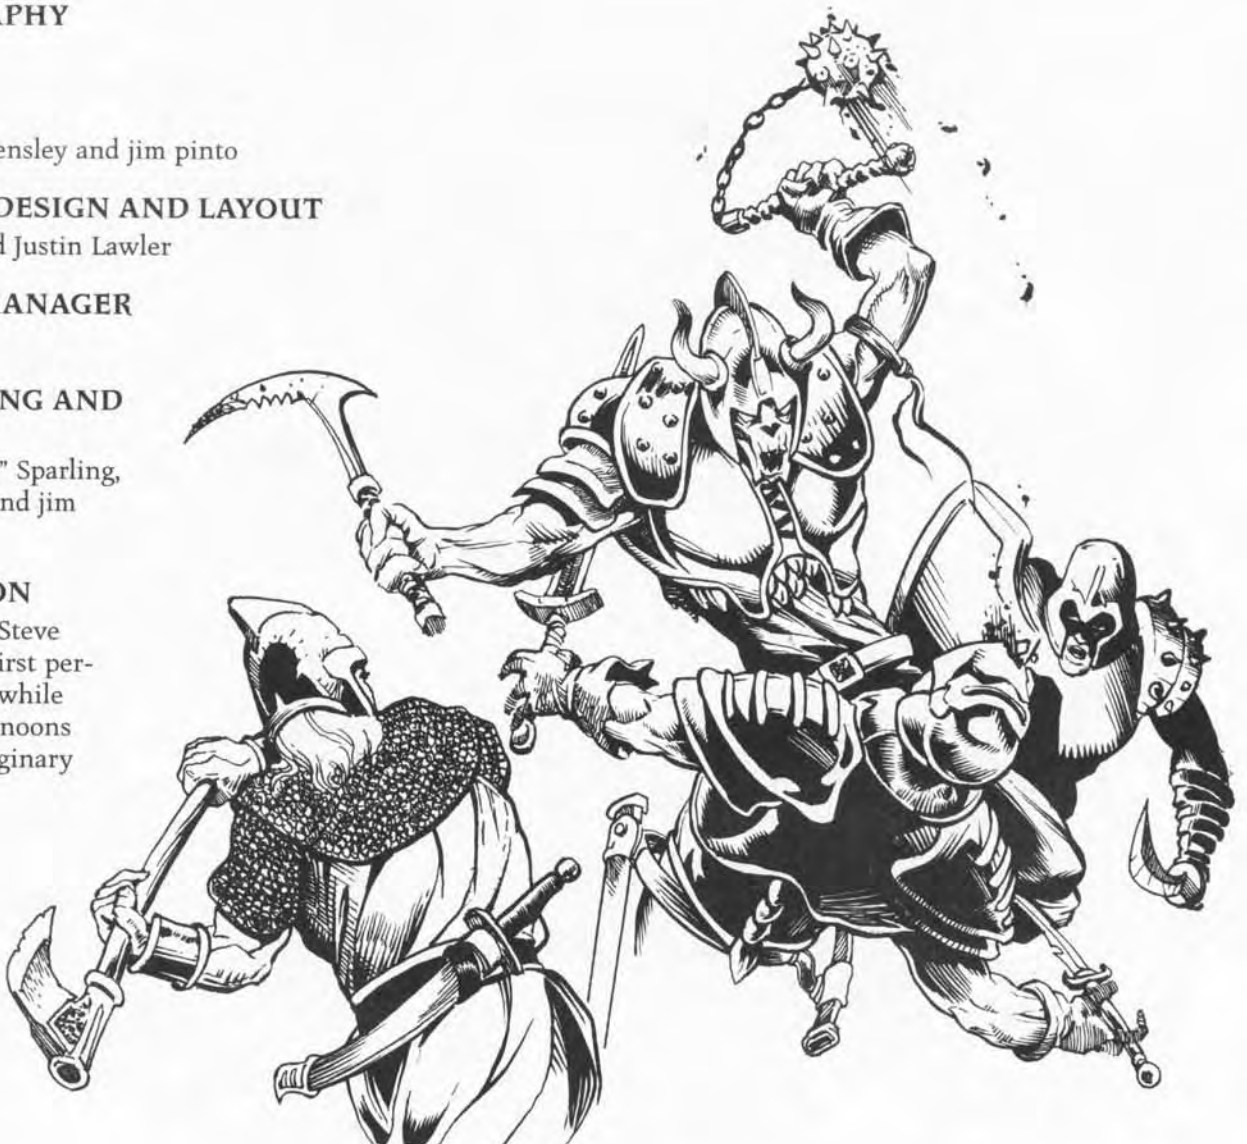 APHY
ensley and jim pinto
DESIGN AND LAYOUT
d Justin Lawler
ANAGER
NG AND
” Sparling,
nd jim
ON
Steve
irst per-
while
noons
ginary